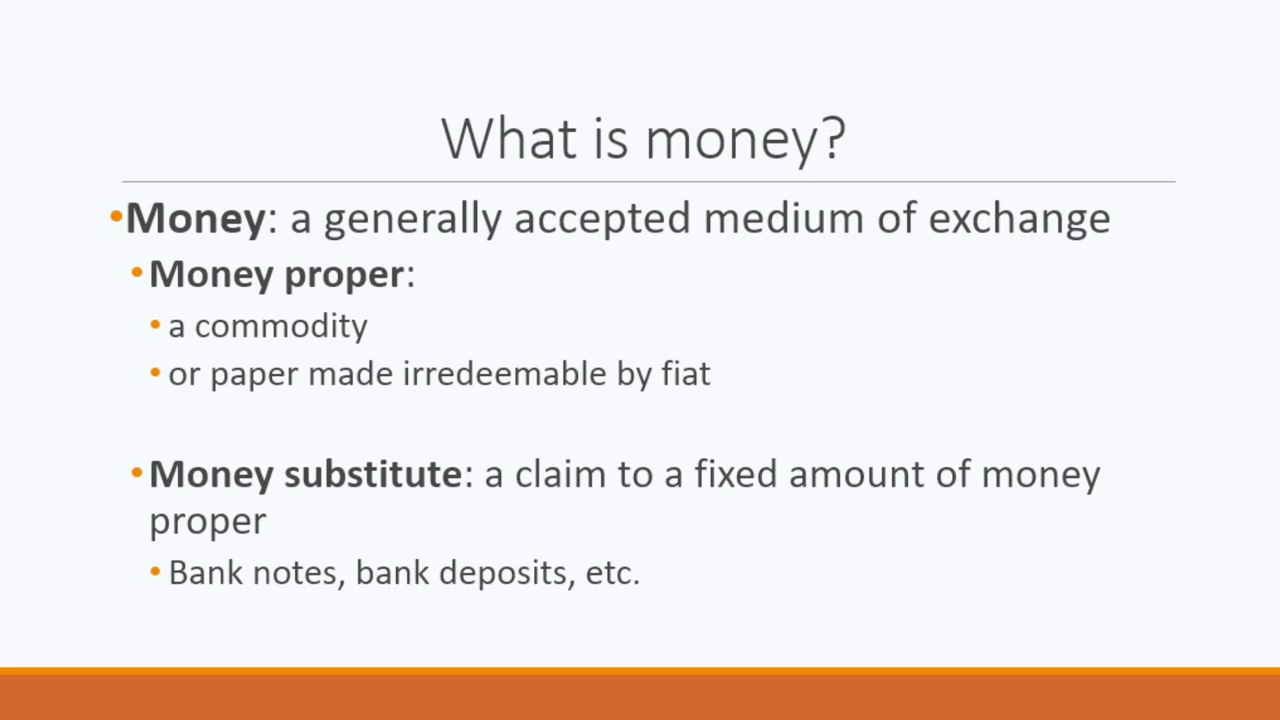 What is money?
•Money: a generally accepted medium of exchange
•Money proper:
•a commodity
•or paper made irredeemable by fiat
•Money substitute: a claim to a fixed amount of money
proper
•Bank notes, bank deposits, etc.